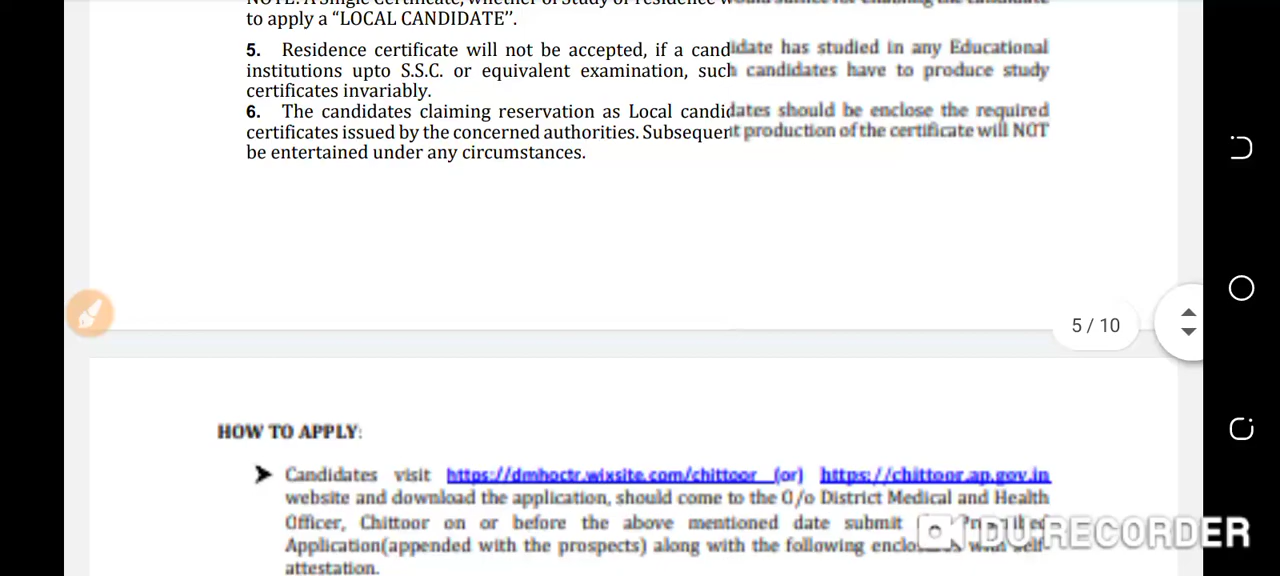 to apply a “LOCAL CANDIDATE”.
5. Residence certificate will not be accepted, if a candidate has studied in any Educational
institutions upto S.S.C. or equivalent examination, such candidates have to produce study
certificates invariably.
6. The candidates claiming reservation as Local candidates should be enclose the required
certificates issued by the concerned authorities. Subsequent production of the certificate will NOT
be entertained under any circumstances.
5 / 10
HOW TO APPLY:
➤ Candidates visit https://dmhoctr.wixsite.com/chittoor (or) https://chittoor.ap.gov.in
website and download the application, should come to the O/o District Medical and Health
Officer, Chittoor on or before the above mentioned date submit
Application(appended with the prospects) along with the following
attestation.
DU RECORDER